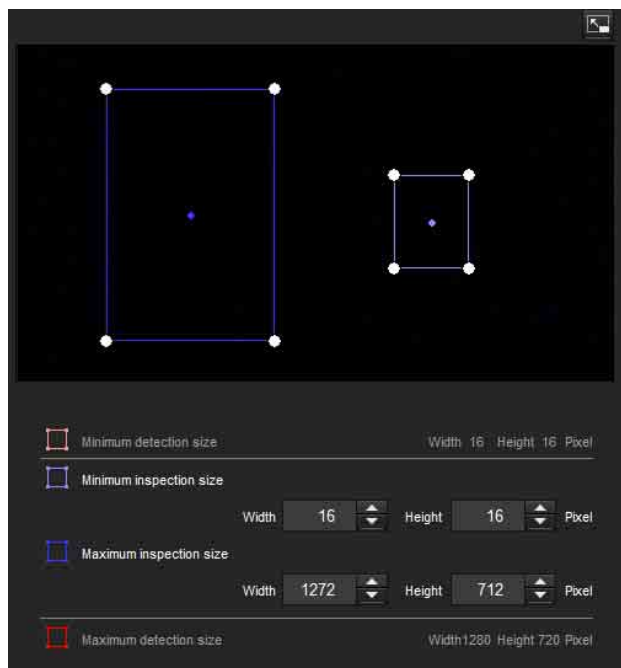 Minimum detection size Width 16 Height 16 Pixel
Minimum inspection size
Width 16 Height 16 Pixel
Maximum inspection size
Width 1272 Height 712 Pixel
Maximum detection size Width1280 Height 720 Pixel